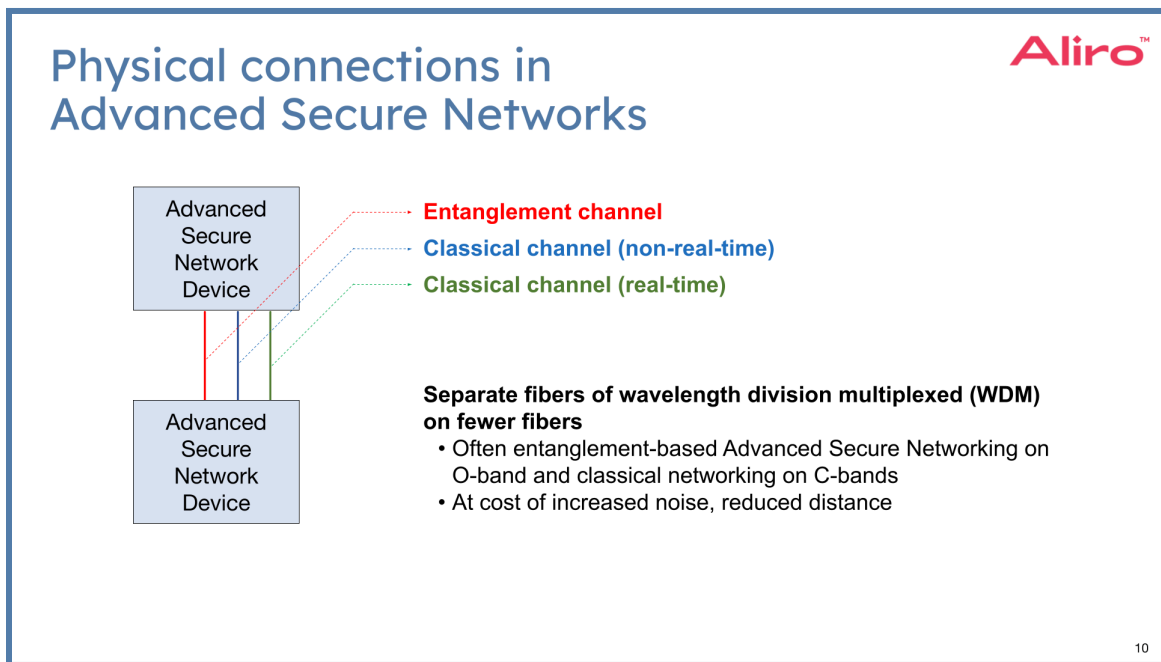 Physical connections in
Advanced Secure Networks
Aliro™
Advanced
Secure
Network
Device
Entanglement channel
Classical channel (non-real-time)
Classical channel (real-time)
Advanced
Secure
Network
Device
Separate fibers of wavelength division multiplexed (WDM)
on fewer fibers
• Often entanglement-based Advanced Secure Networking on
O-band and classical networking on C-bands
• At cost of increased noise, reduced distance
10